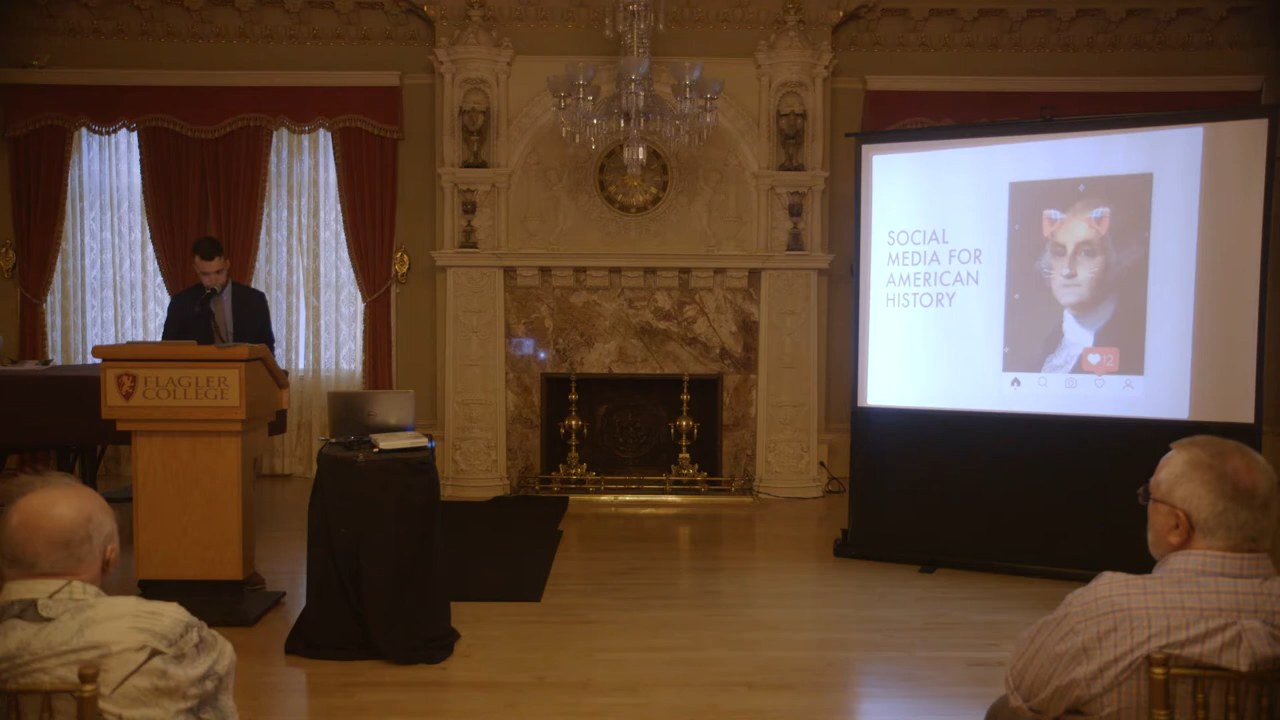 FLAGLER
COLLEGE
SOCIAL
MEDIA FOR
AMERICAN
HISTORY
12